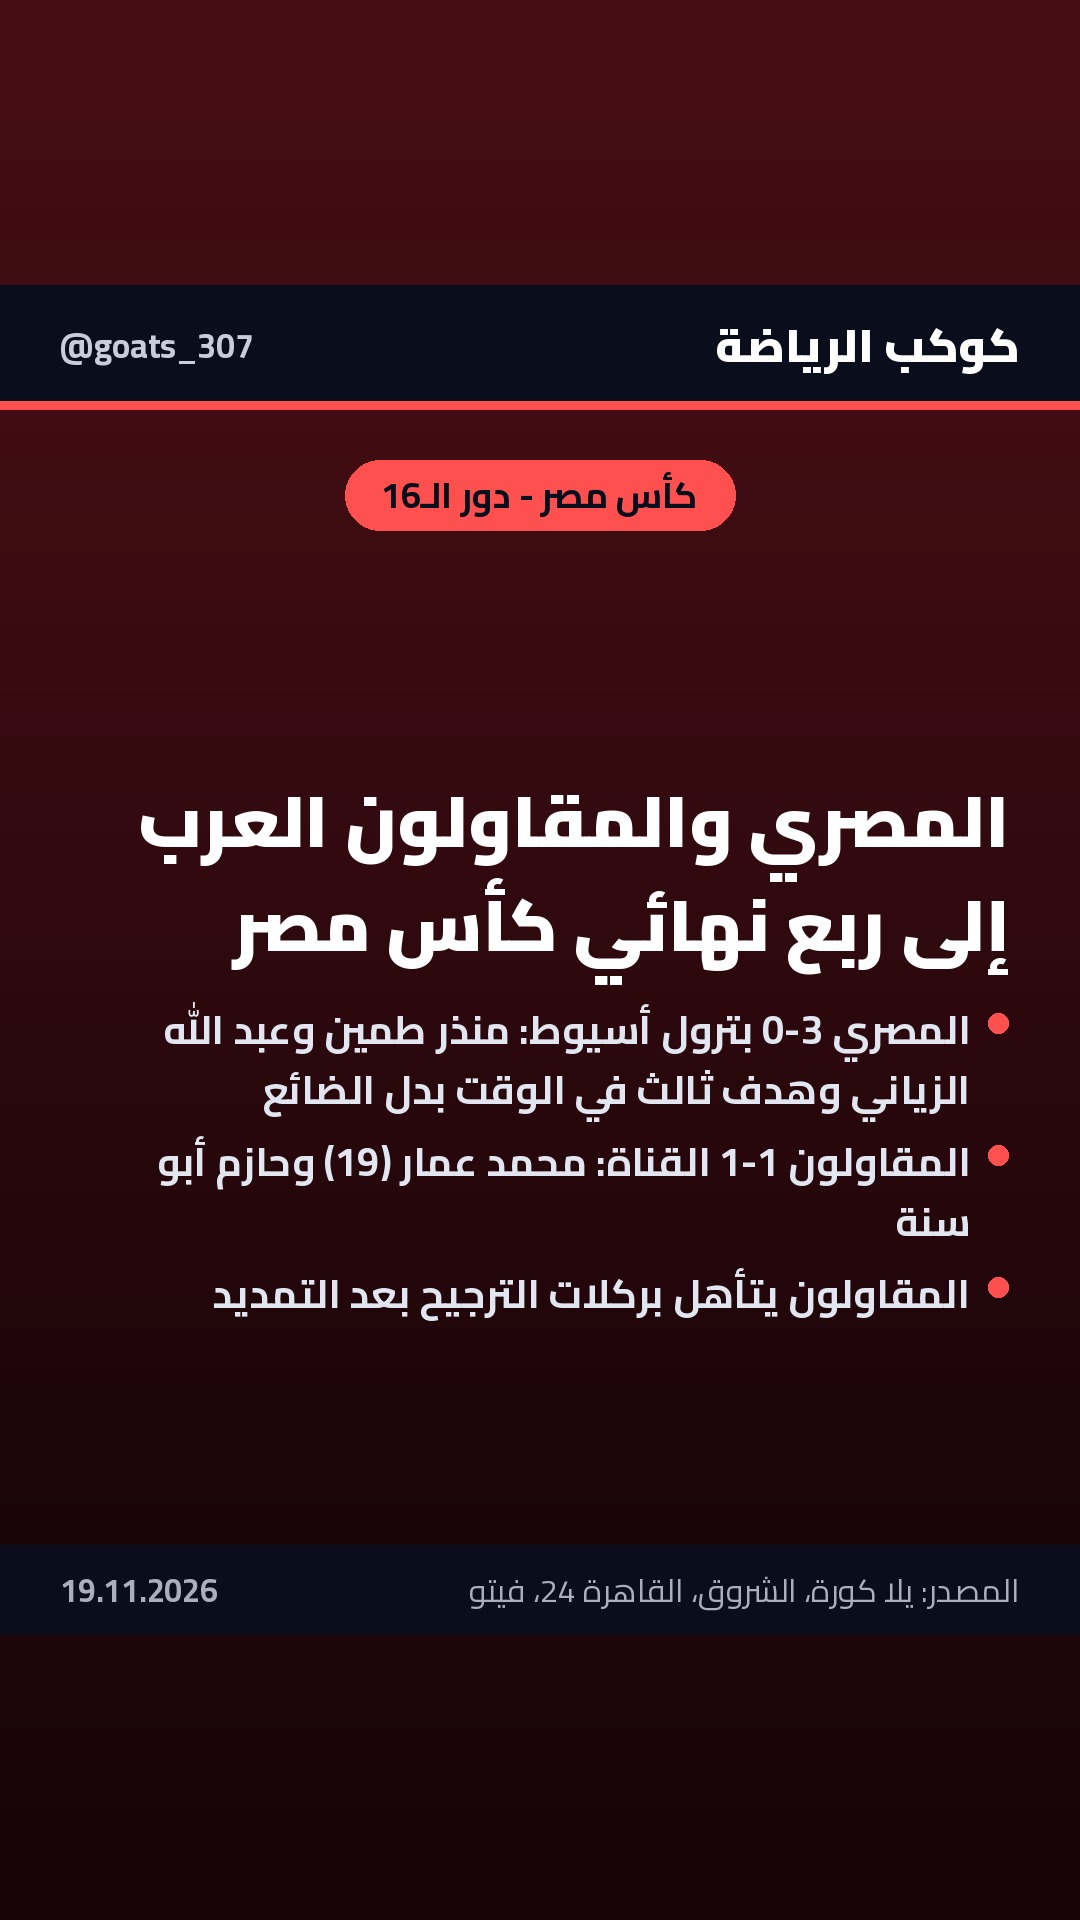 كوكب الرياضة
@goats_307
كأس مصر - دور الـ16
المصري والمقاولون العرب
إلى ربع نهائي كأس مصر
المصري 3-0 بترول أسيوط: منذر طمين وعبد الله
الزياني وهدف ثالث في الوقت بدل الضائع
المقاولون 1-1 القناة: محمد عمار (19) وحازم أبو
سنة
المقاولون يتأهل بركلات الترجيح بعد التمديد
المصدر: يلا كورة، الشروق، القاهرة 24، فيتو
19.11.2026